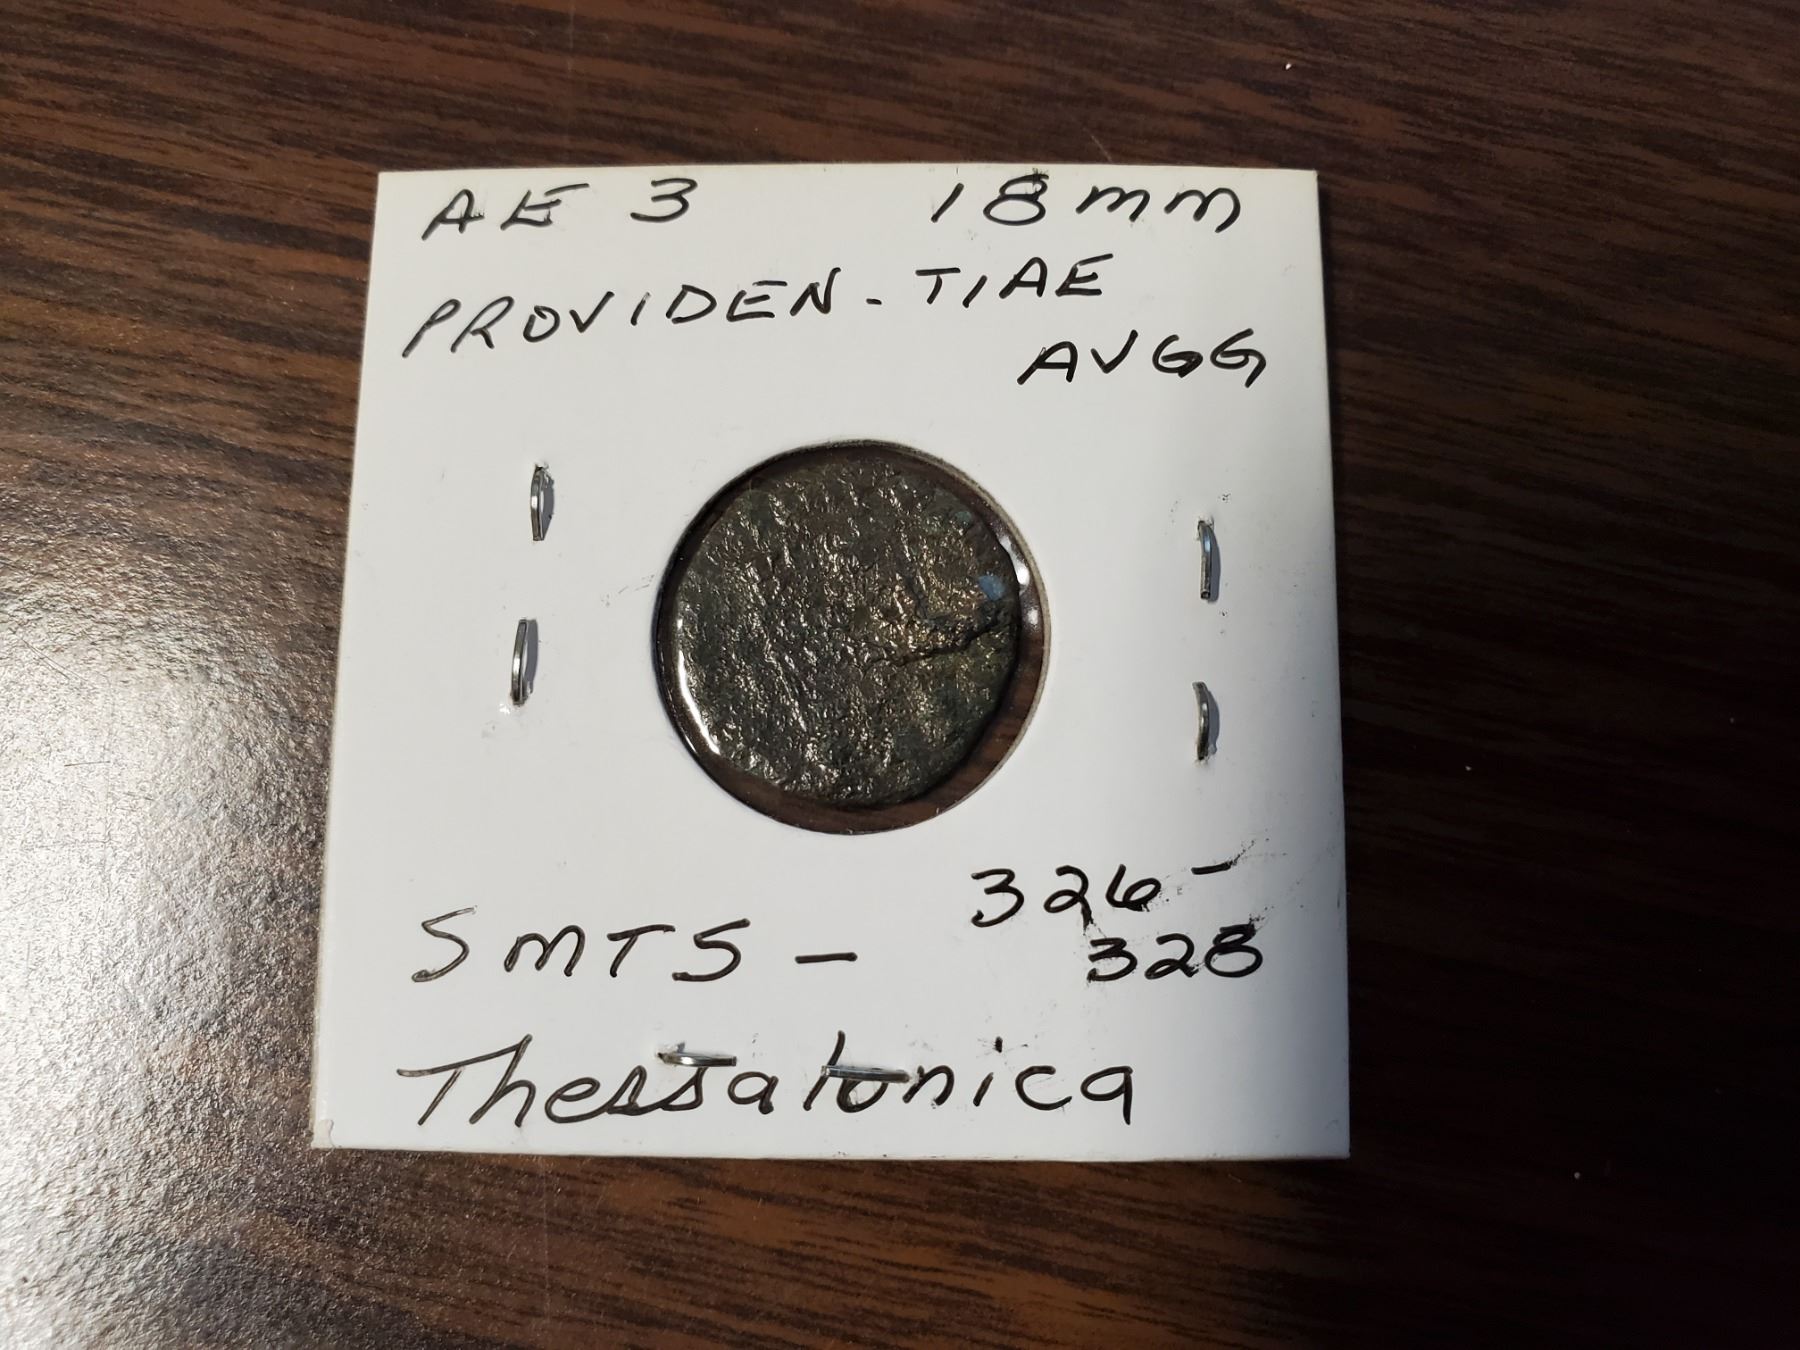 AE 3 18mm
PROVIDEN-TIAE
AVGG
326-
SMTS - 328
Thessalonica